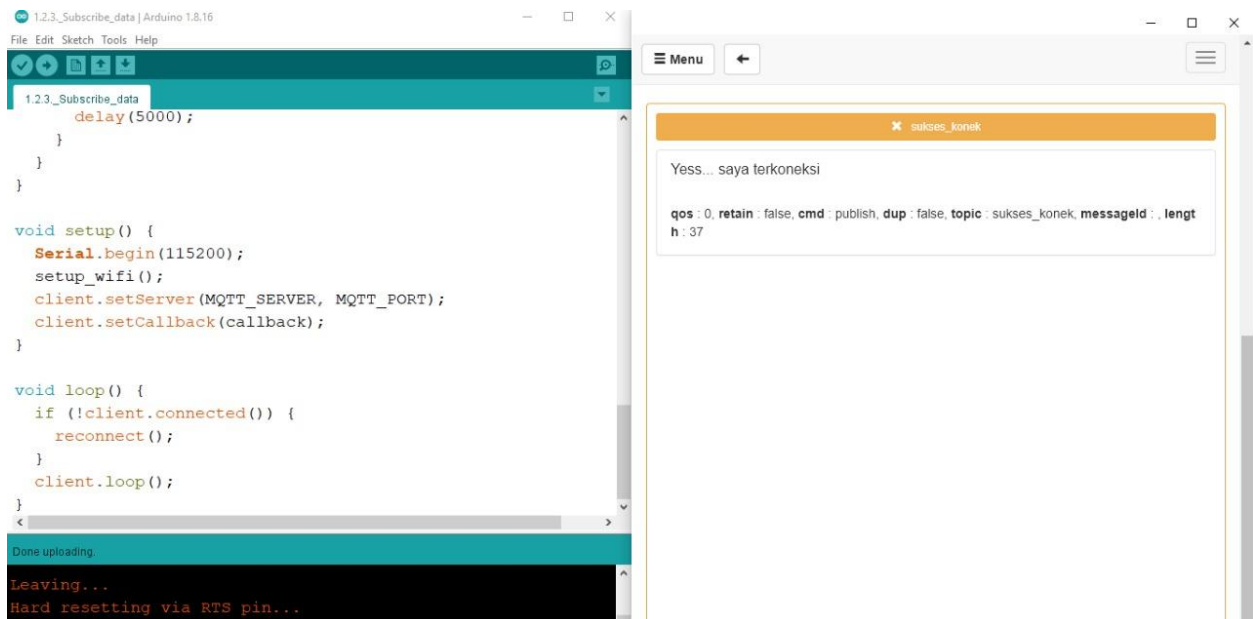 1.2.3._Subscribe_data | Arduino 1.8.16
File Edit Sketch Tools Help
1.2.3._Subscribe_data
delay(5000);
}
}
}
void setup() {
Serial.begin(115200);
setup_wifi();
client.setServer(MQTT_SERVER, MQTT_PORT);
client.setCallback(callback);
}
void loop() {
if (!client.connected()) {
reconnect();
}
client.loop();
}
Done uploading.
Leaving...
Hard resetting via RTS pin...
Menu
sukses_konek
Yess... saya terkoneksi
qos : 0, retain : false, cmd : publish, dup : false, topic : sukses_konek, messageId : , lengt
h : 37